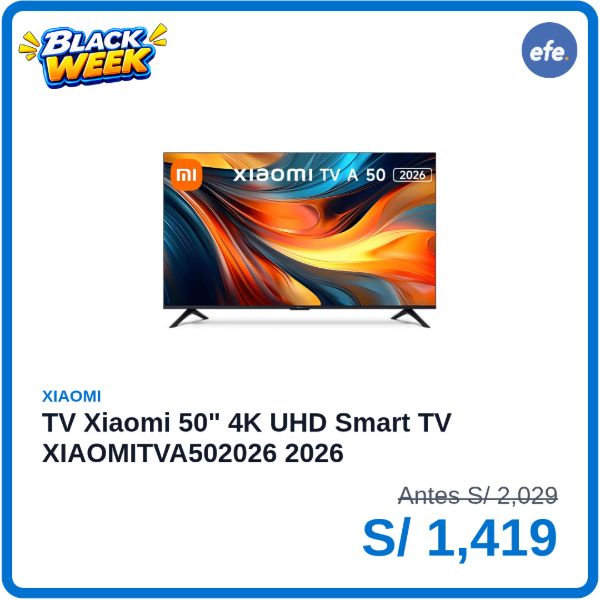 BLACK
WEEK
efe.
mi
xiaomi TV A 50 2026
XIAOMI
TV Xiaomi 50" 4K UHD Smart TV
XIAOMITVA502026 2026
Antes S/ 2,029
S/ 1,419